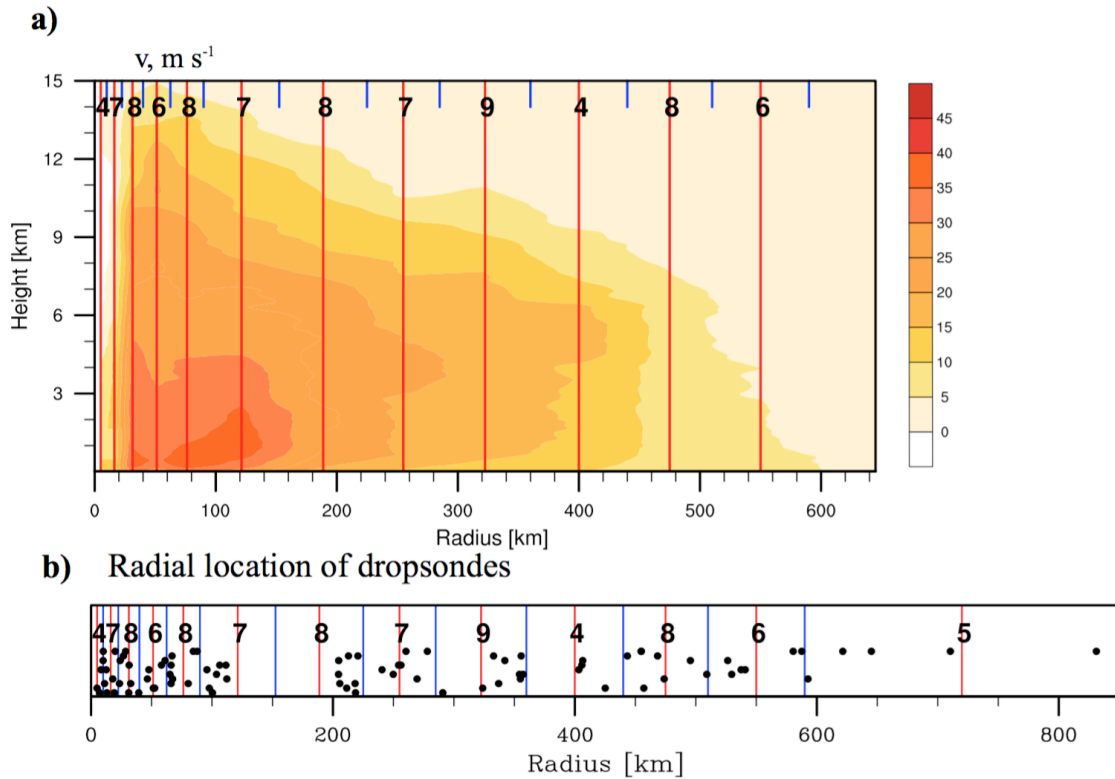 a)
v, m s⁻¹
15
12
9
6
3
Height [km]
4 7 8 6 8 7 8 7 9 4 8 6
0 100 200 300 400 500 600
Radius [km]
45
40
35
30
25
20
15
10
5
0
b) Radial location of dropsondes
4 7 8 6 8 7 8 7 9 4 8 6 5
0 200 400 600 800
Radius [km]